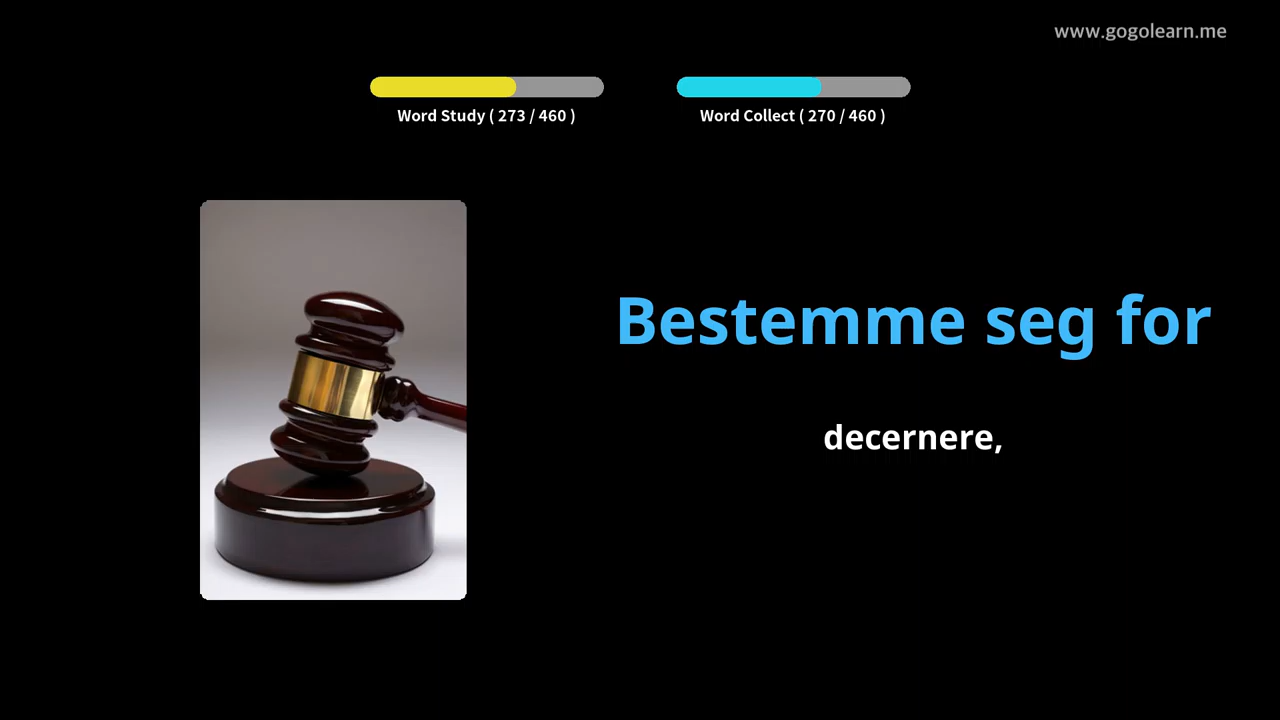 www.gogolearn.me
Word Study ( 273 / 460 )
Word Collect ( 270 / 460 )
Bestemme seg for
decernere,